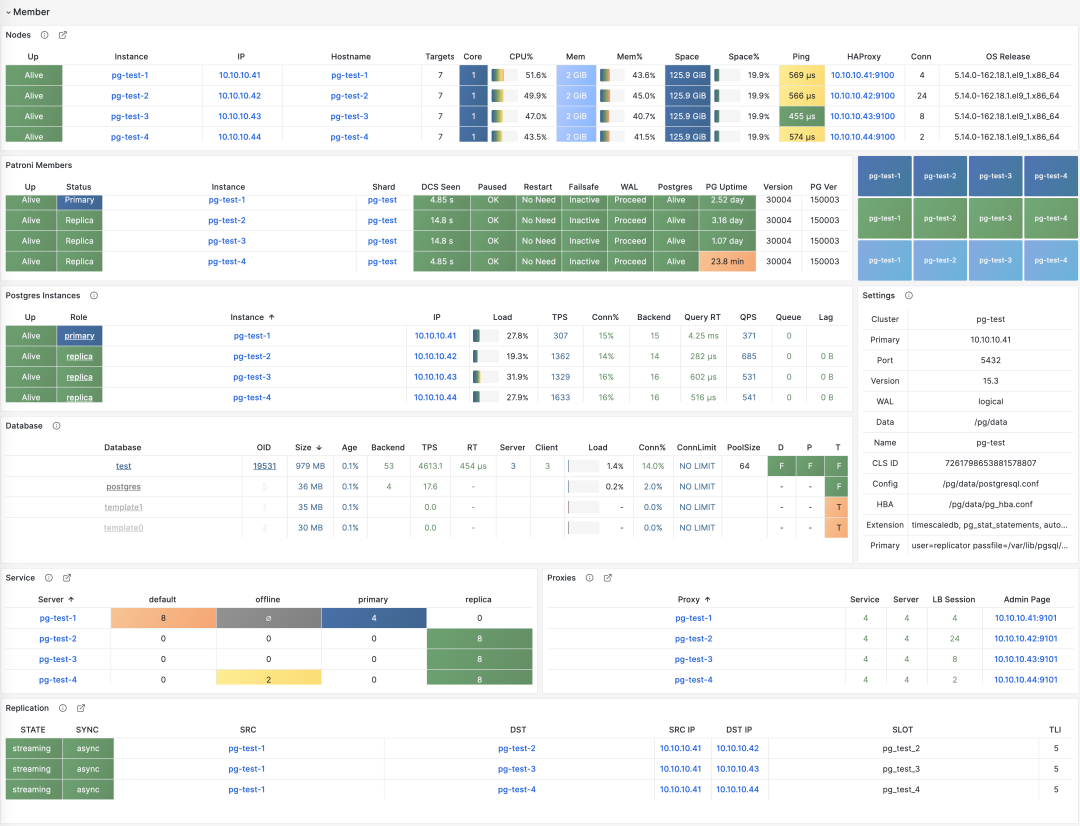 Member
Nodes
Up Instance IP Hostname Targets Core CPU% Mem Mem% Space Space% Ping HAProxy Conn OS Release
Alive pg-test-1 10.10.10.41 pg-test-1 7 1 51.6% 2 GiB 43.6% 125.9 GiB 19.9% 569 µs 10.10.10.41:9100 4 5.14.0-162.18.1.el9_1.x86_64
Alive pg-test-2 10.10.10.42 pg-test-2 7 1 49.9% 2 GiB 45.0% 125.9 GiB 19.9% 566 µs 10.10.10.42:9100 24 5.14.0-162.18.1.el9_1.x86_64
Alive pg-test-3 10.10.10.43 pg-test-3 7 1 47.0% 2 GiB 40.7% 125.9 GiB 19.9% 455 µs 10.10.10.43:9100 8 5.14.0-162.18.1.el9_1.x86_64
Alive pg-test-4 10.10.10.44 pg-test-4 7 1 43.5% 2 GiB 41.5% 125.9 GiB 19.9% 574 µs 10.10.10.44:9100 2 5.14.0-162.18.1.el9_1.x86_64
Patroni Members
Up Status Instance Shard DCS Seen Paused Restart Failsafe WAL Postgres PG Uptime Version PG Ver
Alive Primary pg-test-1 pg-test 4.85 s OK No Need Inactive Proceed Alive 2.52 day 30004 150003
Alive Replica pg-test-2 pg-test 14.8 s OK No Need Inactive Proceed Alive 3.16 day 30004 150003
Alive Replica pg-test-3 pg-test 14.8 s OK No Need Inactive Proceed Alive 1.07 day 30004 150003
Alive Replica pg-test-4 pg-test 4.85 s OK No Need Inactive Proceed Alive 23.8 min 30004 150003
pg-test-1 pg-test-2 pg-test-3 pg-test-4
pg-test-1 pg-test-2 pg-test-3 pg-test-4
pg-test-1 pg-test-2 pg-test-3 pg-test-4
Postgres Instances
Up Role Instance ↑ IP Load TPS Conn% Backend Query RT QPS Queue Lag
Alive primary pg-test-1 10.10.10.41 27.8% 307 15% 15 4.25 ms 371 0
Alive replica pg-test-2 10.10.10.42 19.3% 1362 14% 14 282 µs 685 0 0 B
Alive replica pg-test-3 10.10.10.43 31.9% 1329 16% 16 602 µs 531 0 0 B
Alive replica pg-test-4 10.10.10.44 27.9% 1633 16% 16 516 µs 541 0 0 B
Settings
Cluster pg-test
Primary 10.10.10.41
Port 5432
Version 15.3
WAL logical
Data /pg/data
Name pg-test
CLS ID 7261798653881578807
Config /pg/data/postgresql.conf
HBA /pg/data/pg_hba.conf
Extension timescaledb, pg_stat_statements, auto...
Primary user=replicator passfile=/var/lib/pgsql/...
Database
Database OID Size ↓ Age Backend TPS RT Server Client Load Conn% ConnLimit PoolSize D P T
test 19531 979 MB 0.1% 53 4613.1 454 µs 3 3 1.4% 14.0% NO LIMIT 64 F F F
postgres 5 36 MB 0.1% 4 17.6 - 0.2% 2.0% NO LIMIT - - F
template1 1 35 MB 0.1% 0.0 - - 0.0% NO LIMIT - - T
template0 4 30 MB 0.1% 0.0 - - 0.0% NO LIMIT - - T
Service
Server ↑ default offline primary replica
pg-test-1 8 ∅ 4 0
pg-test-2 0 0 0 8
pg-test-3 0 0 0 8
pg-test-4 0 2 0 8
Proxies
Proxy ↑ Service Server LB Session Admin Page
pg-test-1 4 4 4 10.10.10.41:9101
pg-test-2 4 4 24 10.10.10.42:9101
pg-test-3 4 4 8 10.10.10.43:9101
pg-test-4 4 4 2 10.10.10.44:9101
Replication
STATE SYNC SRC DST SRC IP DST IP SLOT TLI
streaming async pg-test-1 pg-test-2 10.10.10.41 10.10.10.42 pg_test_2 5
streaming async pg-test-1 pg-test-3 10.10.10.41 10.10.10.43 pg_test_3 5
streaming async pg-test-1 pg-test-4 10.10.10.41 10.10.10.44 pg_test_4 5